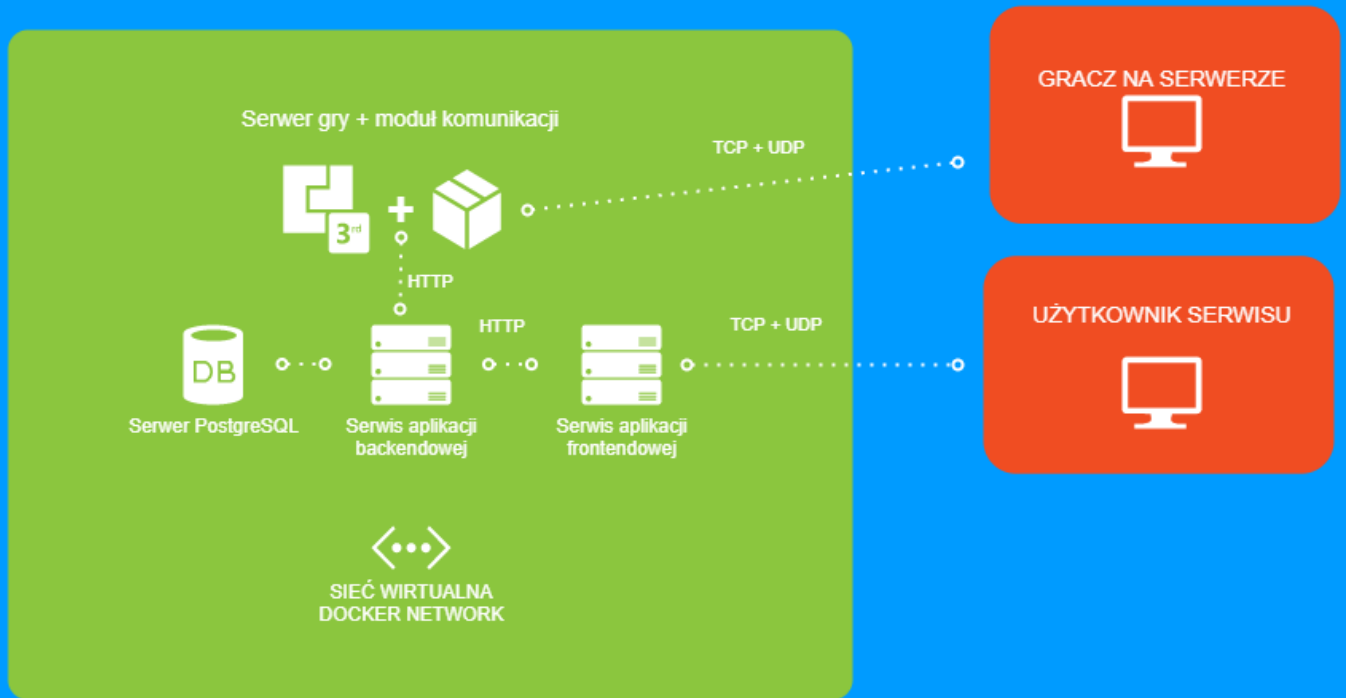 GRACZ NA SERWERZE
Serwer gry + moduł komunikacji
TCP + UDP
3rd
HTTP
UŻYTKOWNIK SERWISU
HTTP
TCP + UDP
DB
Serwer PostgreSQL
Serwis aplikacji
backendowej
Serwis aplikacji
frontendowej
SIEĆ WIRTUALNA
DOCKER NETWORK